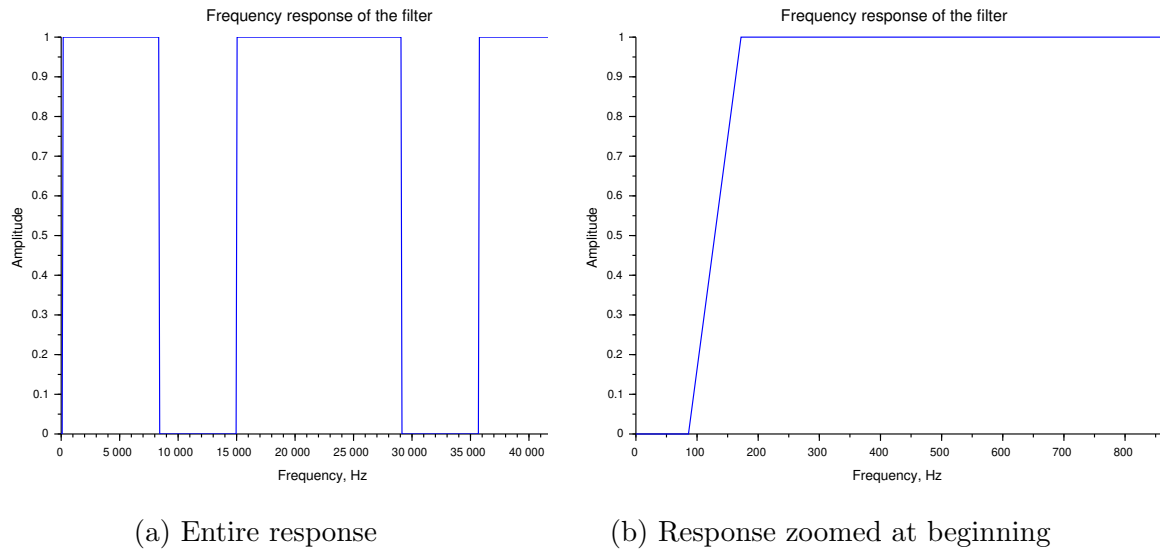 Frequency response of the filter
1
0.9
0.8
0.7
0.6
0.5
0.4
0.3
0.2
0.1
0
Amplitude
0 5 000 10 000 15 000 20 000 25 000 30 000 35 000 40 000
Frequency, Hz
(a) Entire response
Frequency response of the filter
1
0.9
0.8
0.7
0.6
0.5
0.4
0.3
0.2
0.1
0
Amplitude
0 100 200 300 400 500 600 700 800
Frequency, Hz
(b) Response zoomed at beginning